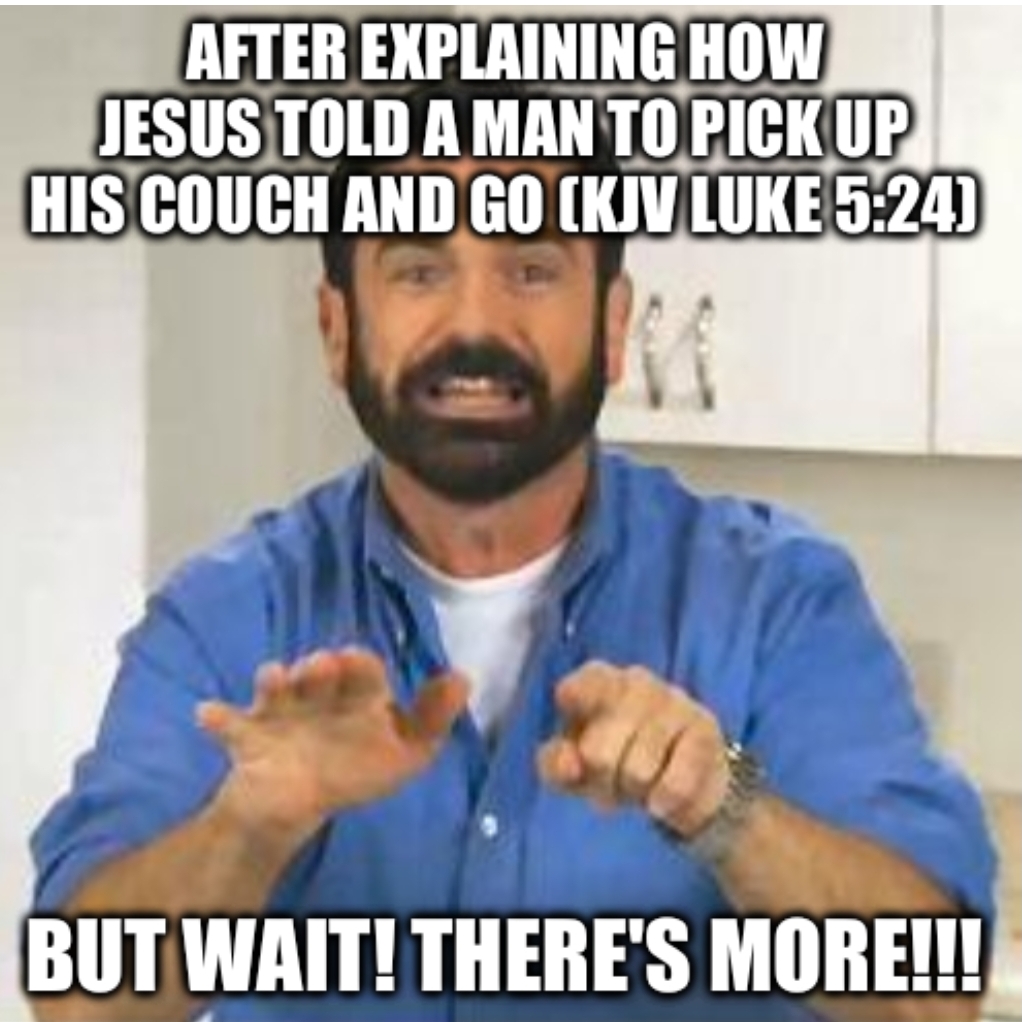 AFTER EXPLAINING HOW
JESUS TOLD A MAN TO PICK UP
HIS COUCH AND GO (KJV LUKE 5:24)
BUT WAIT! THERE'S MORE!!!